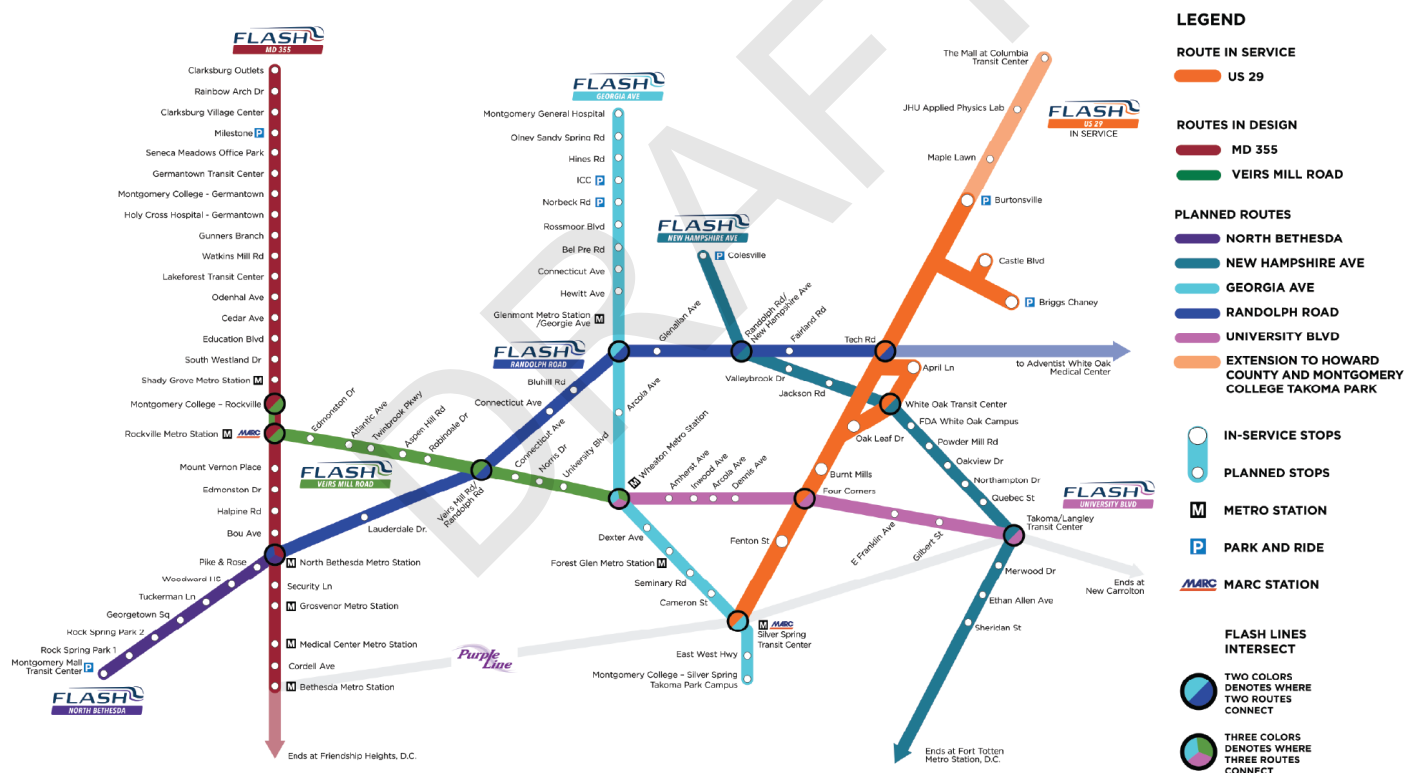 DRAFT
FLASH
MD 355
Clarksburg Outlets
Rainbow Arch Dr
Clarksburg Village Center
Milestone P
Seneca Meadows Office Park
Germantown Transit Center
Montgomery College - Germantown
Holy Cross Hospital - Germantown
Gunners Branch
Watkins Mill Rd
Lakeforest Transit Center
Odenhal Ave
Cedar Ave
Education Blvd
South Westland Dr
Shady Grove Metro Station M
Montgomery College – Rockville
Rockville Metro Station M MARC
Mount Vernon Place
Edmonston Dr
Halpine Rd
Bou Ave
M North Bethesda Metro Station
Security Ln
M Grosvenor Metro Station
M Medical Center Metro Station
Cordell Ave
M Bethesda Metro Station
Ends at Friendship Heights, D.C.
Pike & Rose
Woodward HS
Tuckerman Ln
Georgetown Sq
Rock Spring Park 2
Rock Spring Park 1
Montgomery Mall
Transit Center P
FLASH
NORTH BETHESDA
FLASH
VEIRS MILL ROAD
Edmonston Dr
Atlantic Ave
Twinbrook Pkwy
Aspen Hill Rd
Robindale Dr
Veirs Mill Rd/
Randolph Rd
Connecticut Ave
Norris Dr
University Blvd
M Wheaton Metro Station
Lauderdale Dr.
Connecticut Ave
Bluhill Rd
FLASH
RANDOLPH ROAD
FLASH
GEORGIA AVE
Montgomery General Hospital
Olney Sandy Spring Rd
Hines Rd
ICC P
Norbeck Rd P
Rossmoor Blvd
Bel Pre Rd
Connecticut Ave
Hewitt Ave
Glenmont Metro Station
/Georgie Ave M
Arcola Ave
Dexter Ave
Forest Glen Metro Station M
Seminary Rd
Cameron St
M MARC
Silver Spring
Transit Center
East West Hwy
Montgomery College – Silver Spring
Takoma Park Campus
Purple
Line
Glenallan Ave
Randolph Rd/
New Hampshire Ave
Fairland Rd
Tech Rd
to Adventist White Oak
Medical Center
FLASH
NEW HAMPSHIRE AVE
P Colesville
Valleybrook Dr
Jackson Rd
White Oak Transit Center
FDA White Oak Campus
Powder Mill Rd
Oakview Dr
Northampton Dr
Quebec St
Takoma/Langley
Transit Center
Merwood Dr
Ethan Allen Ave
Sheridan St
Ends at Fort Totten
Metro Station, D.C.
Ends at
New Carrolton
The Mall at Columbia
Transit Center
JHU Applied Physics Lab
Maple Lawn
FLASH
US 29
IN SERVICE
P Burtonsville
Castle Blvd
P Briggs Chaney
April Ln
Oak Leaf Dr
Burnt Mills
Four Corners
Fenton St
Amherst Ave
Inwood Ave
Arcola Ave
Dennis Ave
E Franklin Ave
Gilbert St
FLASH
UNIVERSITY BLVD
LEGEND
ROUTE IN SERVICE
US 29
ROUTES IN DESIGN
MD 355
VEIRS MILL ROAD
PLANNED ROUTES
NORTH BETHESDA
NEW HAMPSHIRE AVE
GEORGIA AVE
RANDOLPH ROAD
UNIVERSITY BLVD
EXTENSION TO HOWARD
COUNTY AND MONTGOMERY
COLLEGE TAKOMA PARK
IN-SERVICE STOPS
PLANNED STOPS
M METRO STATION
P PARK AND RIDE
MARC MARC STATION
FLASH LINES
INTERSECT
TWO COLORS
DENOTES WHERE
TWO ROUTES
CONNECT
THREE COLORS
DENOTES WHERE
THREE ROUTES
CONNECT